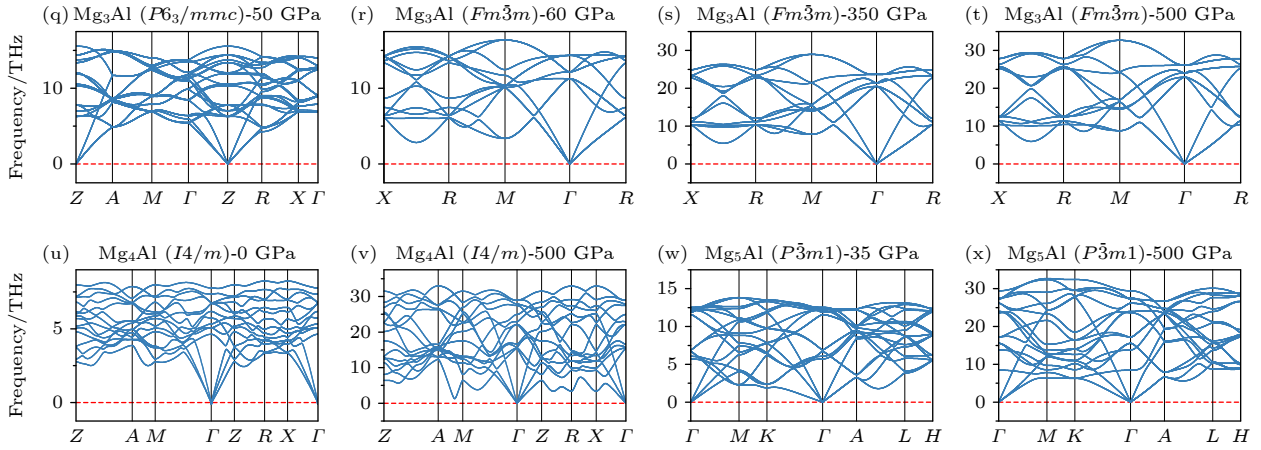 (q) Mg₃Al (P6₃/mmc)-50 GPa
(r) Mg₃Al (Fm3̄m)-60 GPa
(s) Mg₃Al (Fm3̄m)-350 GPa
(t) Mg₃Al (Fm3̄m)-500 GPa
Frequency/THz
10
0
Z A M Γ Z R X Γ
10
0
X R M Γ R
30
20
10
0
X R M Γ R
30
20
10
0
X R M Γ R
(u) Mg₄Al (I4/m)-0 GPa
(v) Mg₄Al (I4/m)-500 GPa
(w) Mg₅Al (P3̄m1)-35 GPa
(x) Mg₅Al (P3̄m1)-500 GPa
Frequency/THz
5
0
Z A M Γ Z R X Γ
40
30
20
10
0
Z A M Γ Z R X Γ
15
10
5
0
Γ M K Γ A L H
30
20
10
0
Γ M K Γ A L H